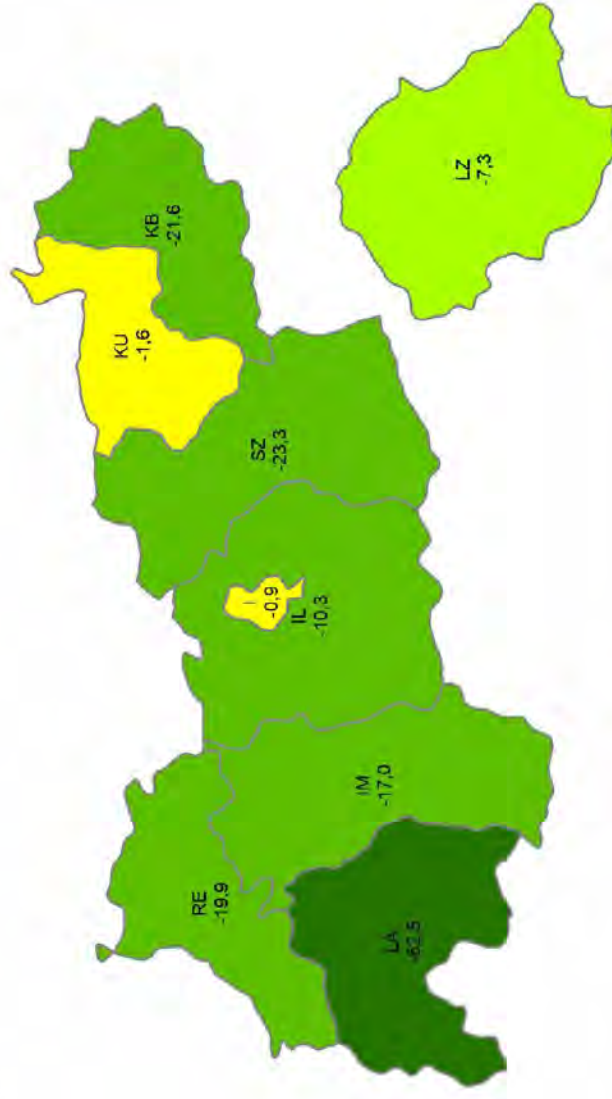 RE
-19,9
LA
-62,5
IM
-17,0
I
-0,9
IL
-10,3
SZ
-23,3
KU
-1,6
KB
-21,6
LZ
-7,3